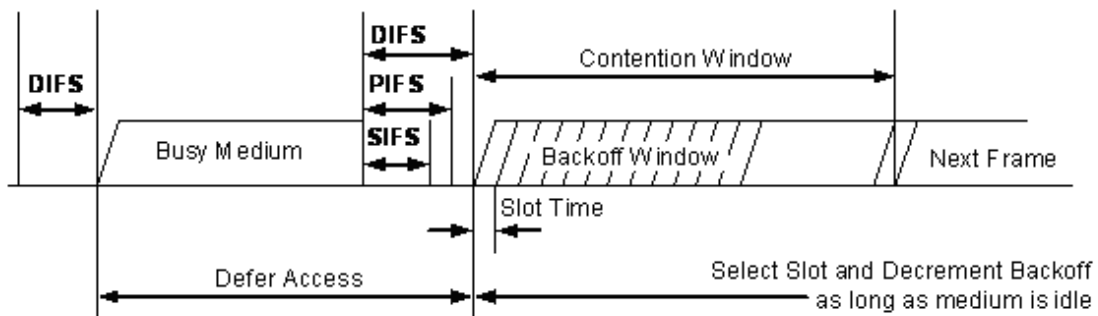 DIFS
DIFS
PIFS
SIFS
Contention Window
Busy Medium
Backoff Window
Next Frame
Slot Time
Defer Access
Select Slot and Decrement Backoff
as long as medium is idle